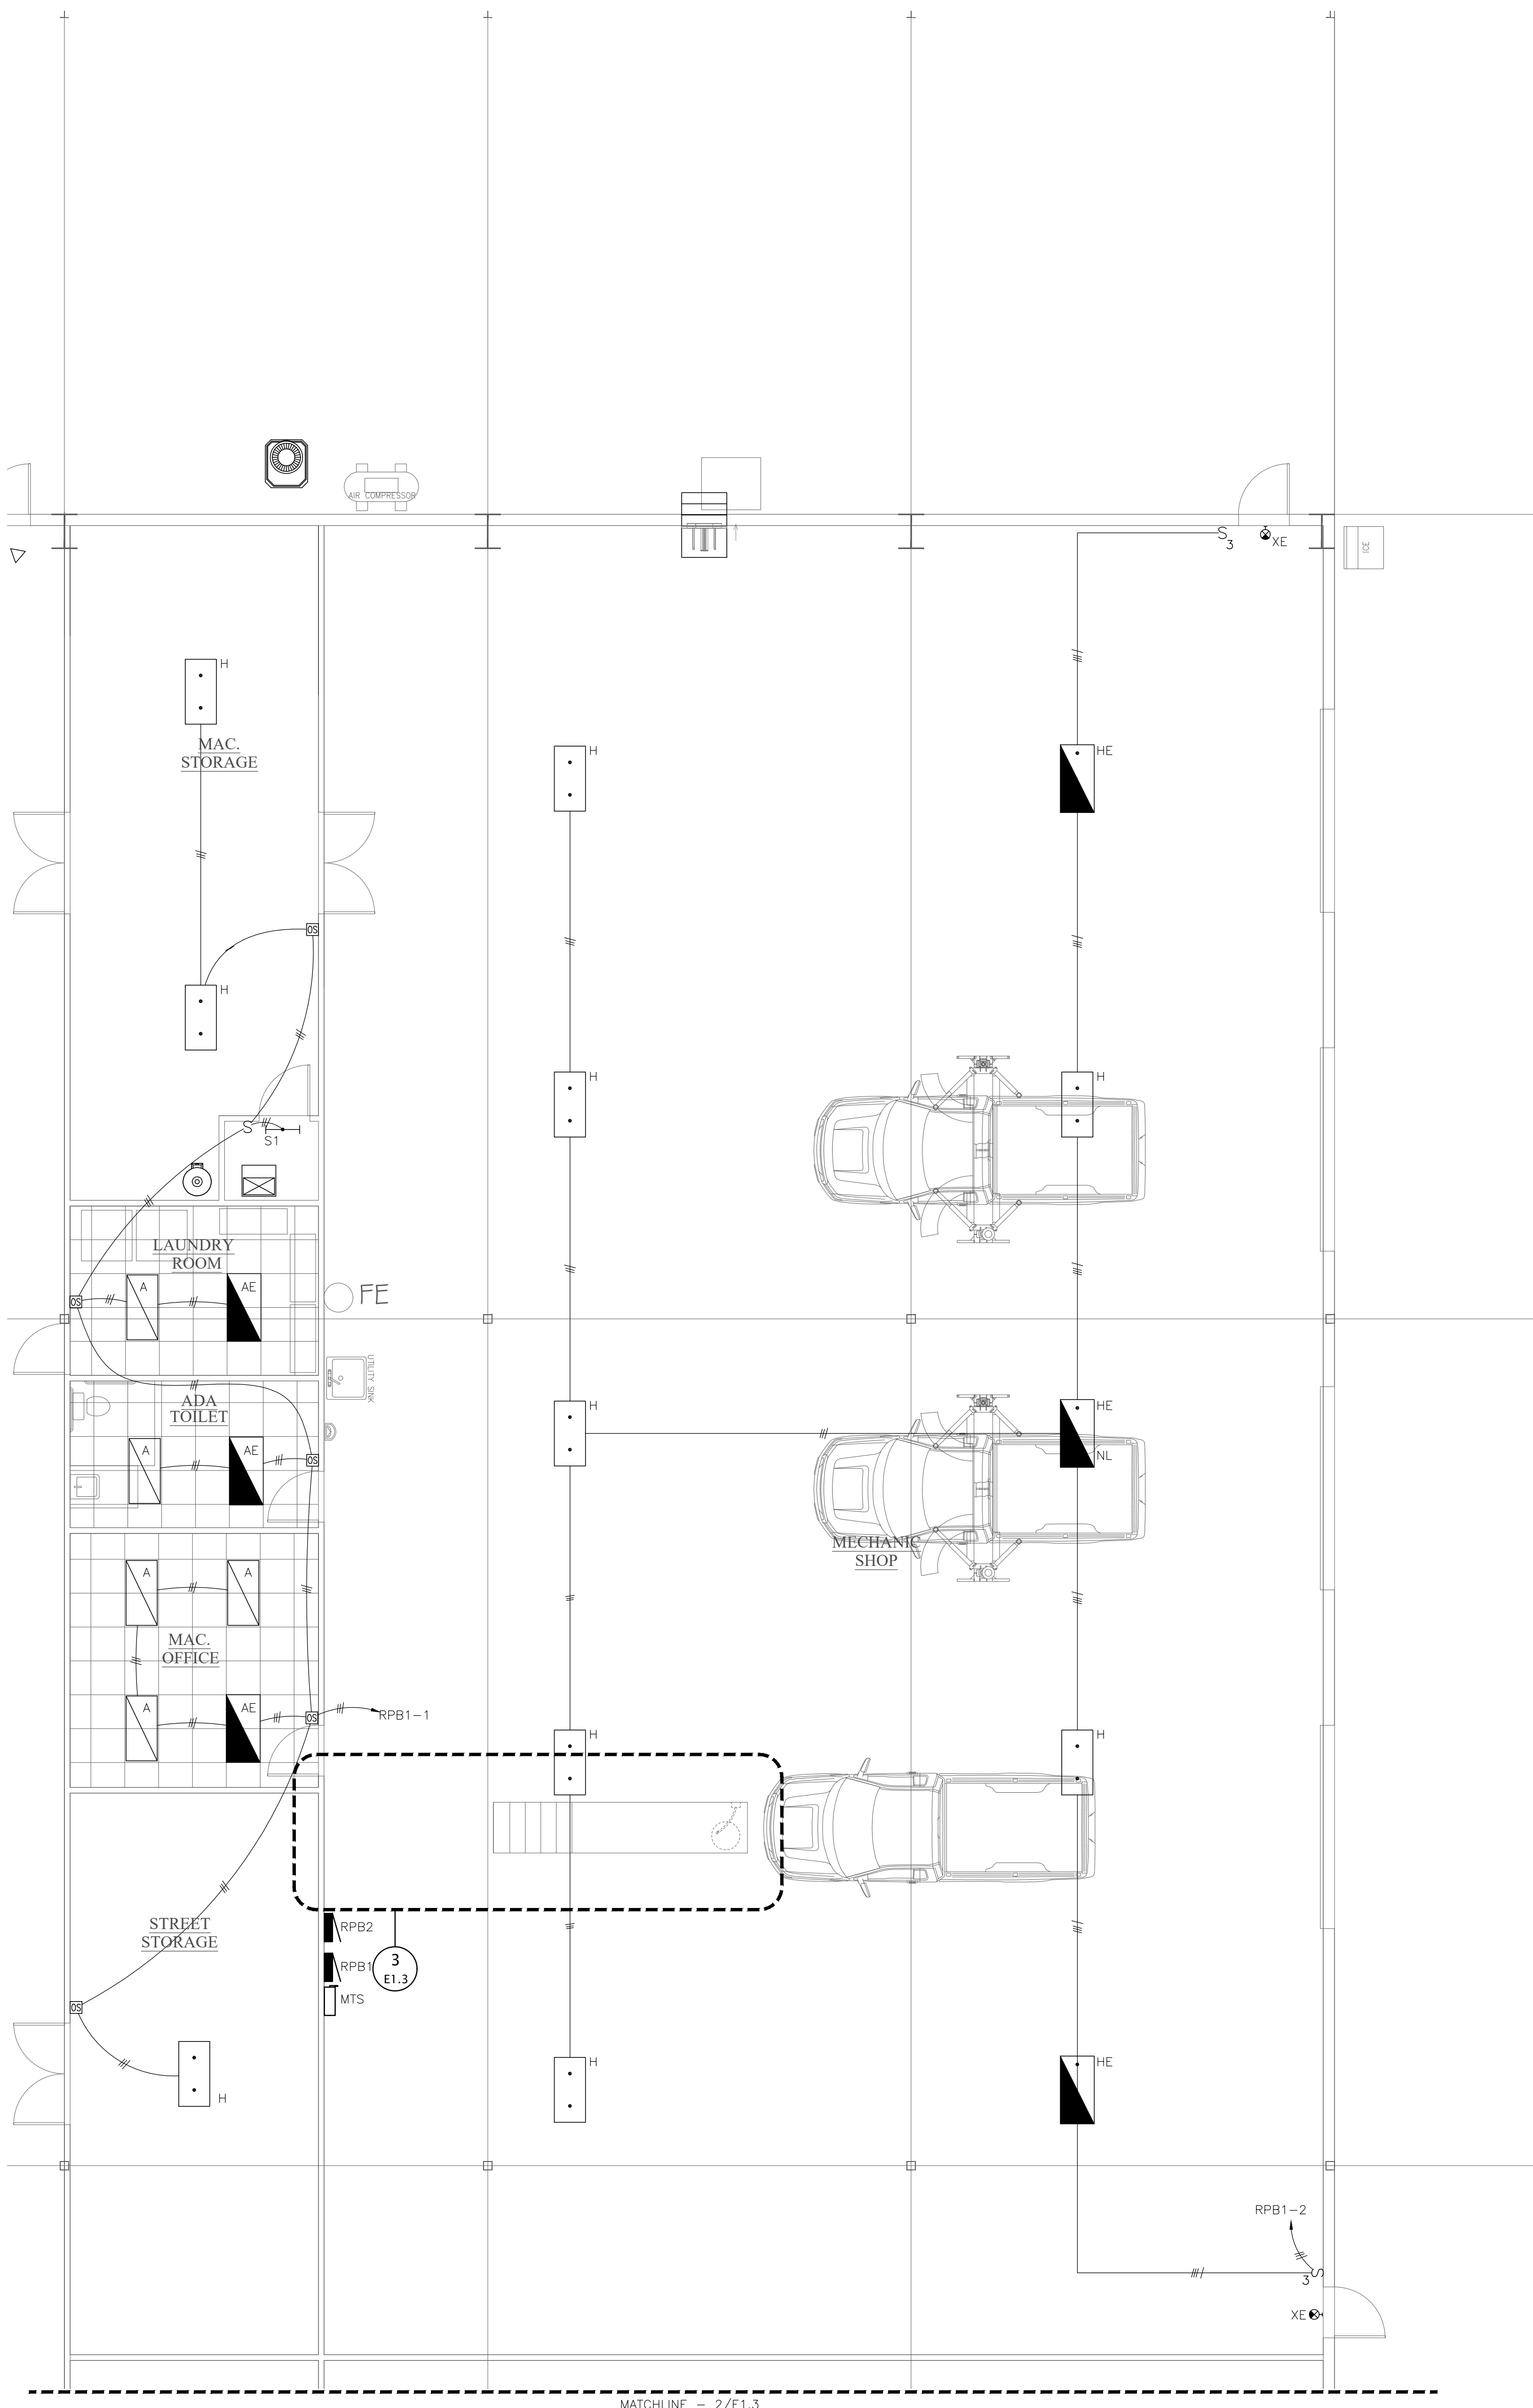 AIR COMPRESSOR
S
3
XE
ICE
H
MAC.
STORAGE
H
HE
OS
H
H
H
S
S1
LAUNDRY
ROOM
A
AE
OS
FE
UTILITY SINK
ADA
TOILET
H
HE
NL
A
AE
OS
MECHANIC
SHOP
A
A
MAC.
OFFICE
A
AE
OS
RPB1-1
H
H
STREET
STORAGE
RPB2
RPB1
3
E1.3
MTS
OS
H
H
HE
RPB1-2
3
S
XE
MATCHLINE - 2/E1.3